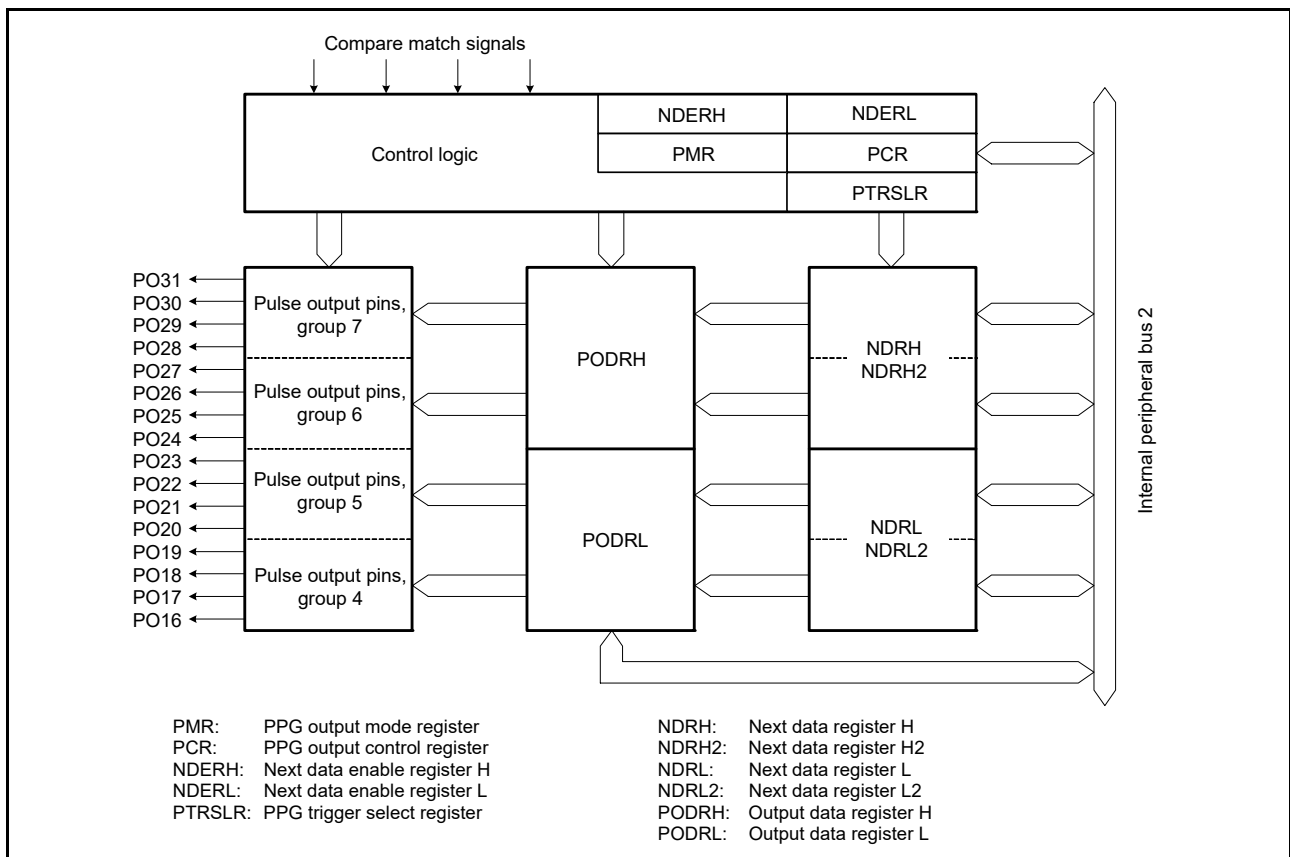 Compare match signals
NDERH
NDERL
Control logic
PMR
PCR
PTRSLR
PO31
PO30
PO29
PO28
PO27
PO26
PO25
PO24
PO23
PO22
PO21
PO20
PO19
PO18
PO17
PO16
Pulse output pins,
group 7
Pulse output pins,
group 6
Pulse output pins,
group 5
Pulse output pins,
group 4
PODRH
PODRL
NDRH
NDRH2
NDRL
NDRL2
Internal peripheral bus 2
PMR: PPG output mode register
PCR: PPG output control register
NDERH: Next data enable register H
NDERL: Next data enable register L
PTRSLR: PPG trigger select register
NDRH: Next data register H
NDRH2: Next data register H2
NDRL: Next data register L
NDRL2: Next data register L2
PODRH: Output data register H
PODRL: Output data register L